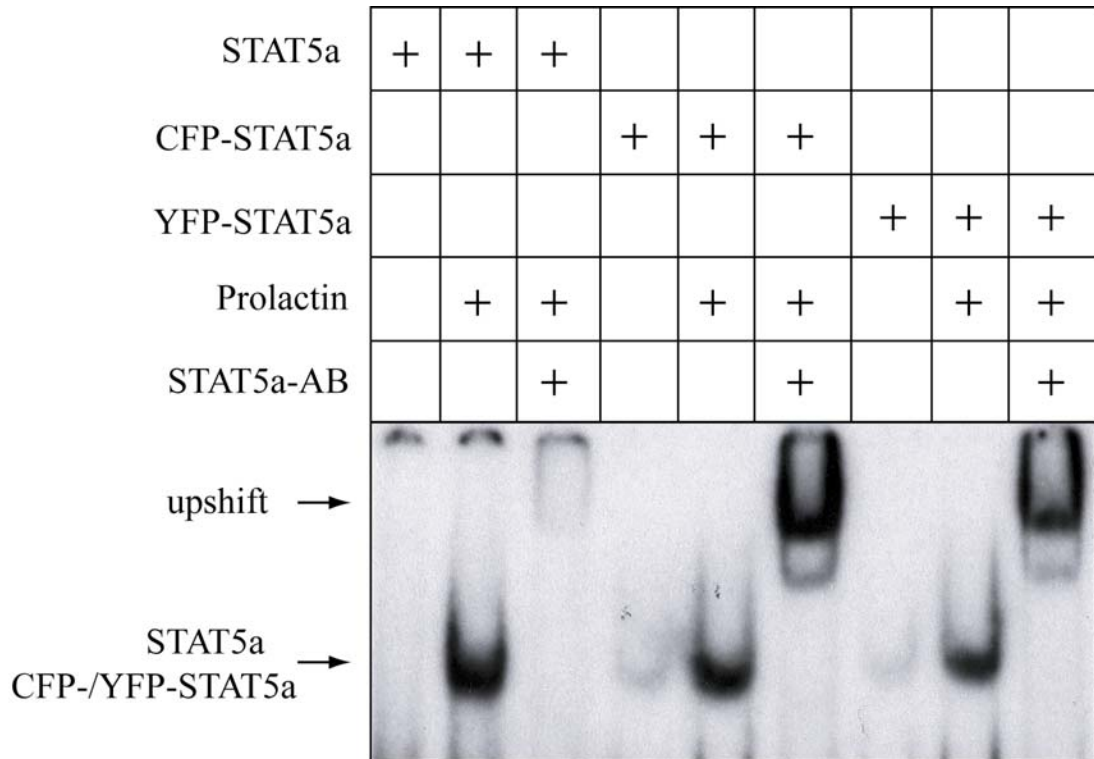 STAT5a + + +
CFP-STAT5a + + +
YFP-STAT5a + + +
Prolactin + + + + + +
STAT5a-AB + + +
upshift
STAT5a
CFP-/YFP-STAT5a